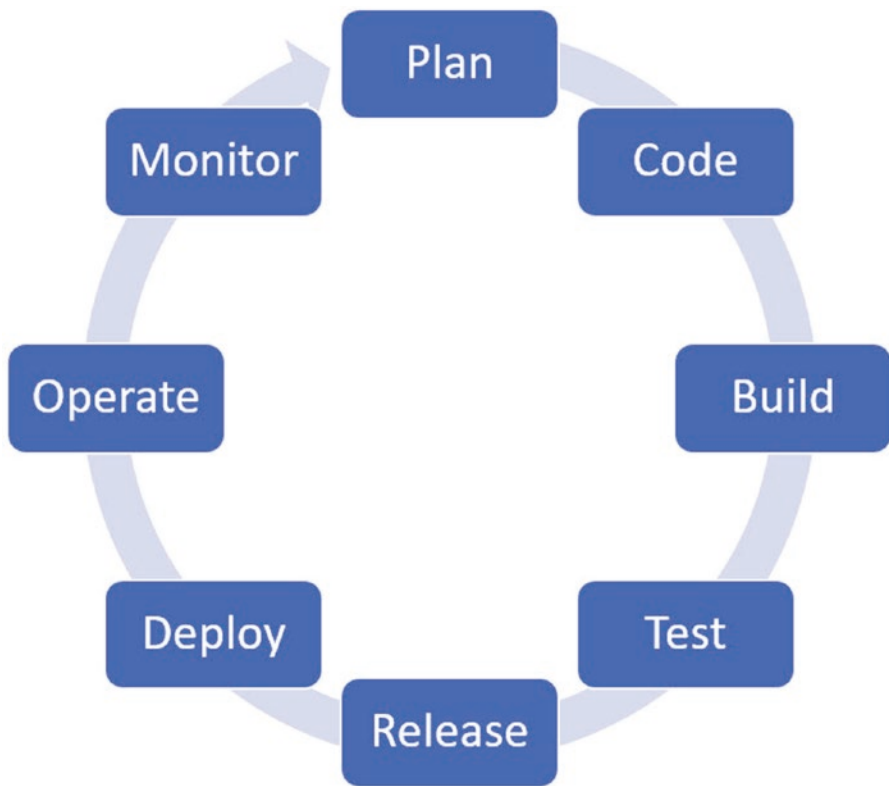 Plan
Code
Build
Test
Release
Deploy
Operate
Monitor